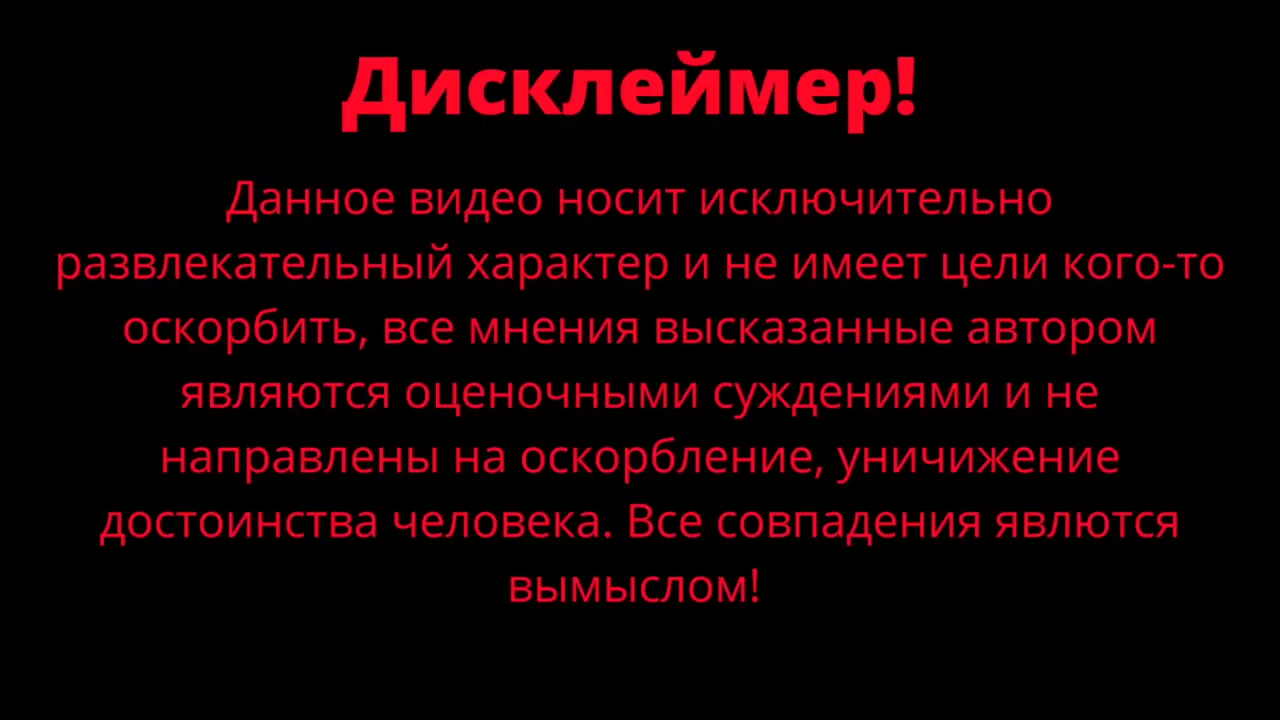 Дисклеймер!
Данное видео носит исключительно
развлекательный характер и не имеет цели кого-то
оскорбить, все мнения высказанные автором
являются оценочными суждениями и не
направлены на оскорбление, уничижение
достоинства человека. Все совпадения явлются
вымыслом!